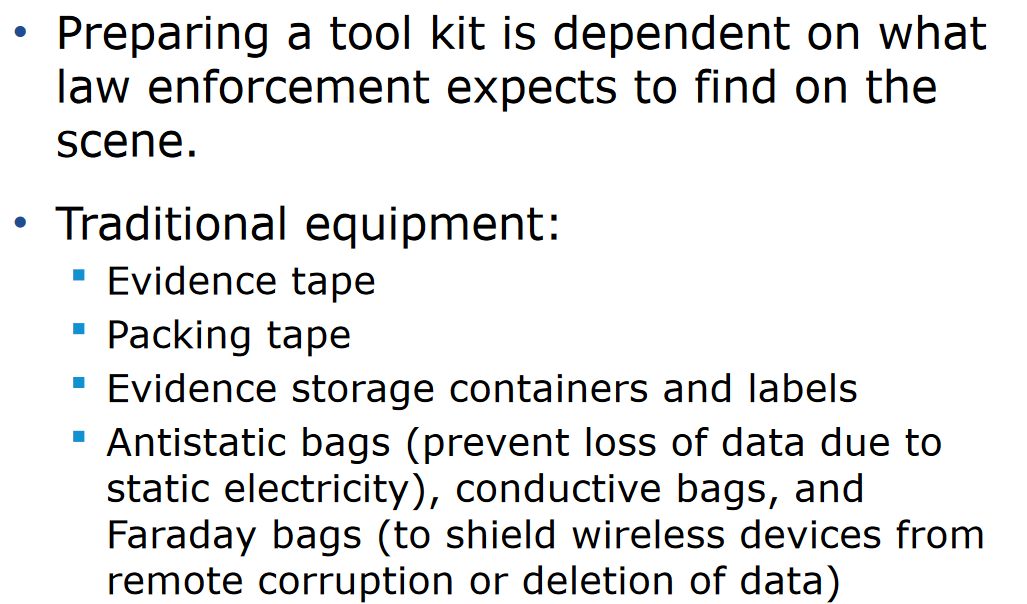 • Preparing a tool kit is dependent on what
law enforcement expects to find on the
scene.
• Traditional equipment:
▪ Evidence tape
▪ Packing tape
▪ Evidence storage containers and labels
▪ Antistatic bags (prevent loss of data due to
static electricity), conductive bags, and
Faraday bags (to shield wireless devices from
remote corruption or deletion of data)